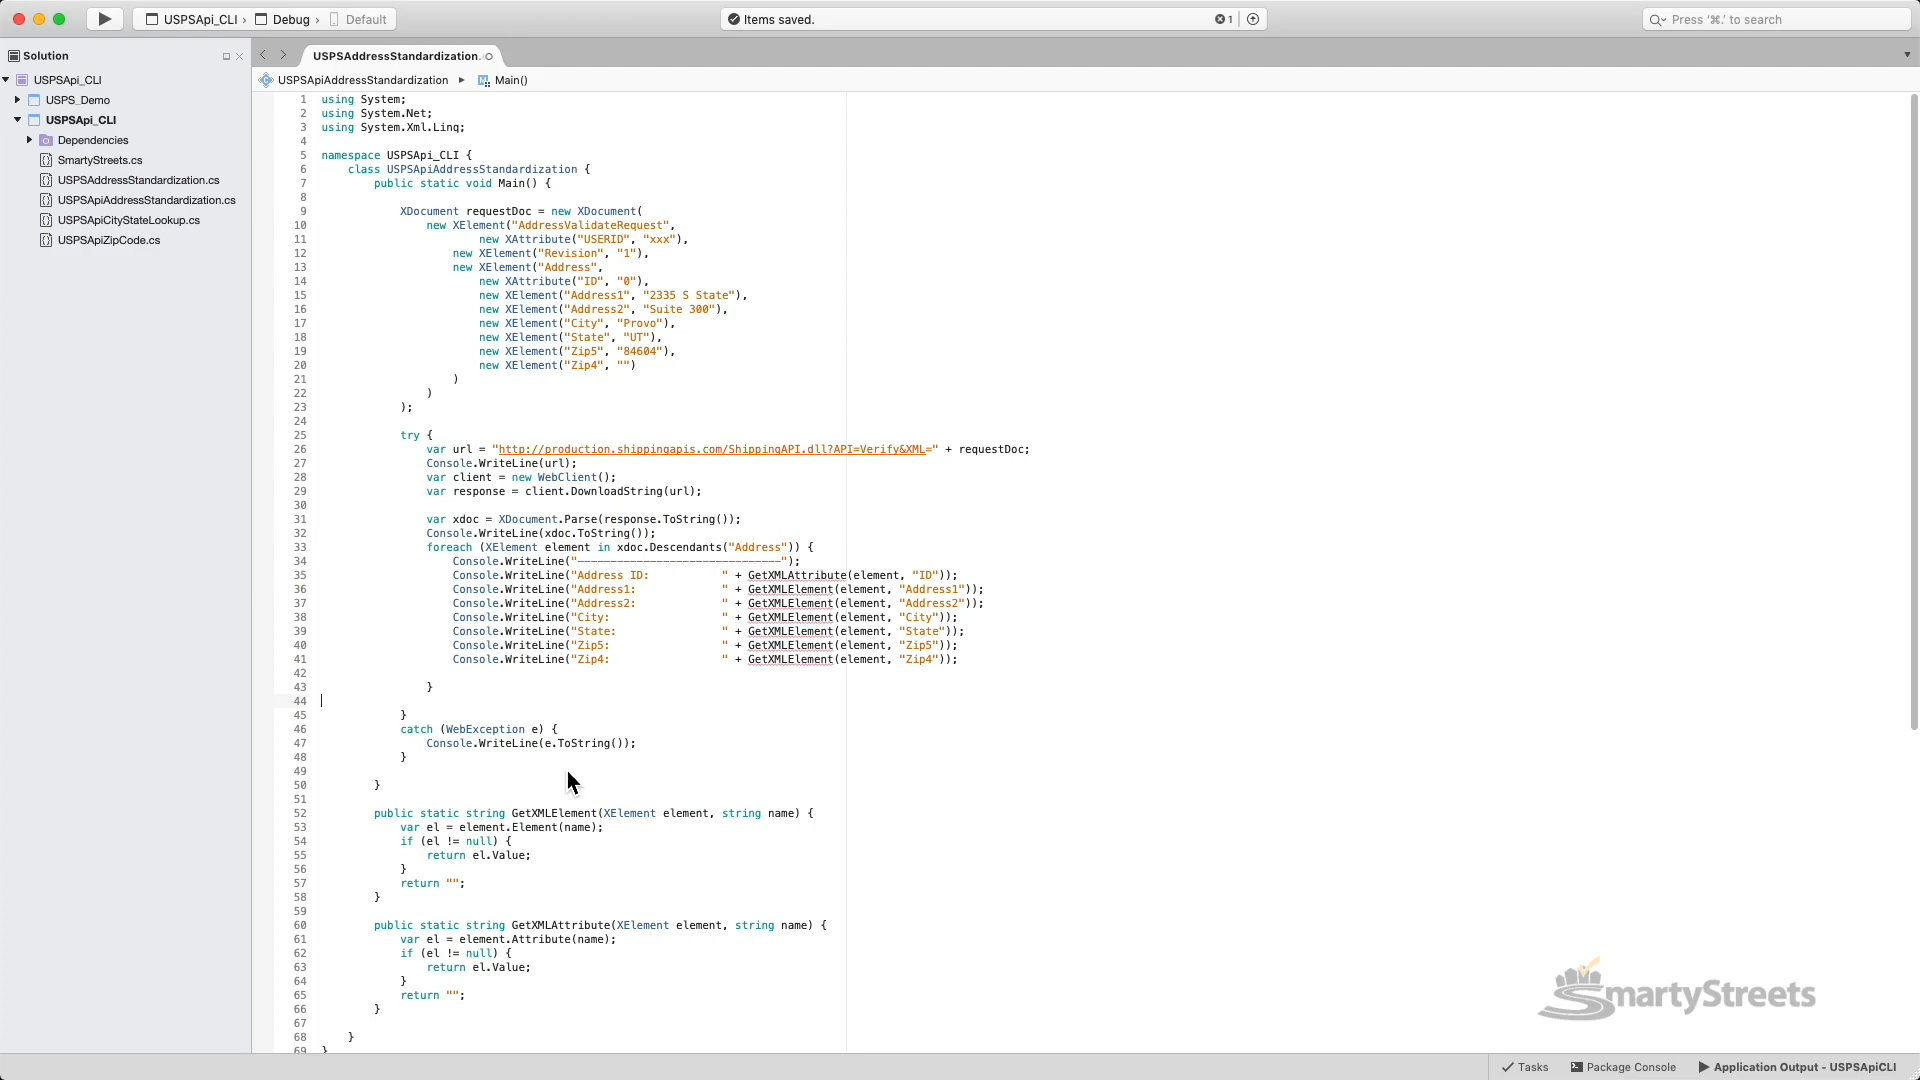 USPSApi_CLI › Debug › Default
Items saved.
1
Press '⌘.' to search
Solution
USPSApi_CLI
USPS_Demo
USPSApi_CLI
Dependencies
SmartyStreets.cs
USPSAddressStandardization.cs
USPSApiAddressStandardization.cs
USPSApiCityStateLookup.cs
USPSApiZipCode.cs
USPSAddressStandardization.
USPSApiAddressStandardization ▸ Main()
1 using System;
2 using System.Net;
3 using System.Xml.Linq;
4
5 namespace USPSApi_CLI {
6 class USPSApiAddressStandardization {
7 public static void Main() {
8
9 XDocument requestDoc = new XDocument(
10 new XElement("AddressValidateRequest",
11 new XAttribute("USERID", "xxx"),
12 new XElement("Revision", "1"),
13 new XElement("Address",
14 new XAttribute("ID", "0"),
15 new XElement("Address1", "2335 S State"),
16 new XElement("Address2", "Suite 300"),
17 new XElement("City", "Provo"),
18 new XElement("State", "UT"),
19 new XElement("Zip5", "84604"),
20 new XElement("Zip4", "")
21 )
22 )
23 );
24
25 try {
26 var url = "http://production.shippingapis.com/ShippingAPI.dll?API=Verify&XML=" + requestDoc;
27 Console.WriteLine(url);
28 var client = new WebClient();
29 var response = client.DownloadString(url);
30
31 var xdoc = XDocument.Parse(response.ToString());
32 Console.WriteLine(xdoc.ToString());
33 foreach (XElement element in xdoc.Descendants("Address")) {
34 Console.WriteLine("-------------------------------");
35 Console.WriteLine("Address ID: " + GetXMLAttribute(element, "ID"));
36 Console.WriteLine("Address1: " + GetXMLElement(element, "Address1"));
37 Console.WriteLine("Address2: " + GetXMLElement(element, "Address2"));
38 Console.WriteLine("City: " + GetXMLElement(element, "City"));
39 Console.WriteLine("State: " + GetXMLElement(element, "State"));
40 Console.WriteLine("Zip5: " + GetXMLElement(element, "Zip5"));
41 Console.WriteLine("Zip4: " + GetXMLElement(element, "Zip4"));
42
43 }
44
45 }
46 catch (WebException e) {
47 Console.WriteLine(e.ToString());
48 }
49
50 }
51
52 public static string GetXMLElement(XElement element, string name) {
53 var el = element.Element(name);
54 if (el != null) {
55 return el.Value;
56 }
57 return "";
58 }
59
60 public static string GetXMLAttribute(XElement element, string name) {
61 var el = element.Attribute(name);
62 if (el != null) {
63 return el.Value;
64 }
65 return "";
66 }
67
68 }
69 }
SmartyStreets
Tasks
Package Console
Application Output - USPSApiCLI